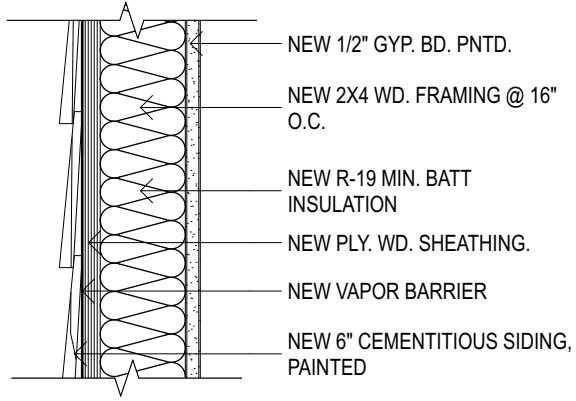 NEW 1/2" GYP. BD. PNTD.
NEW 2X4 WD. FRAMING @ 16"
O.C.
NEW R-19 MIN. BATT
INSULATION
NEW PLY. WD. SHEATHING.
NEW VAPOR BARRIER
NEW 6" CEMENTITIOUS SIDING,
PAINTED